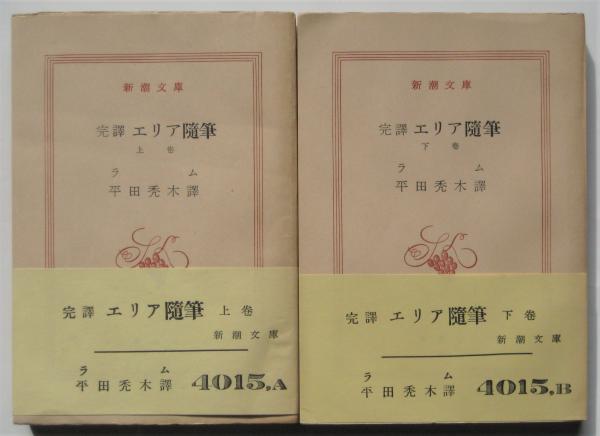 新潮文庫
完譯 エリア隨筆
上巻
ラム
平田禿木譯
完譯 エリア隨筆 上巻
新潮文庫
ラム
平田禿木譯
4015,A
新潮文庫
完譯 エリア隨筆
下巻
ラム
平田禿木譯
完譯 エリア隨筆 下巻
新潮文庫
ラム
平田禿木譯
4015,B